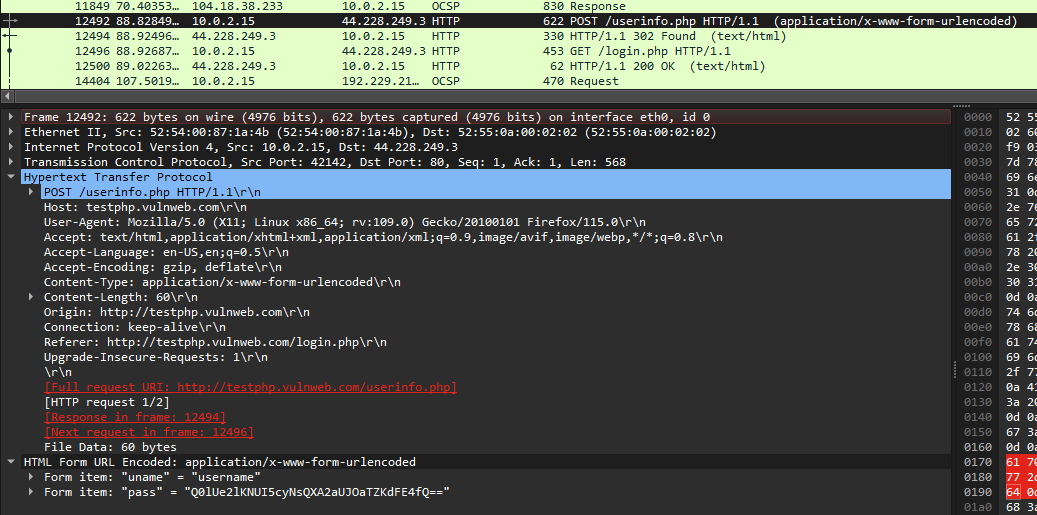 11849 70.40353… 104.18.38.233 10.0.2.15 OCSP 830 Response
12492 88.82849… 10.0.2.15 44.228.249.3 HTTP 622 POST /userinfo.php HTTP/1.1  (application/x-www-form-urlencoded)
12494 88.92496… 44.228.249.3 10.0.2.15 HTTP 330 HTTP/1.1 302 Found  (text/html)
12496 88.92687… 10.0.2.15 44.228.249.3 HTTP 453 GET /login.php HTTP/1.1
12500 89.02263… 44.228.249.3 10.0.2.15 HTTP 62 HTTP/1.1 200 OK  (text/html)
14404 107.5019… 10.0.2.15 192.229.21… OCSP 470 Request
Frame 12492: 622 bytes on wire (4976 bits), 622 bytes captured (4976 bits) on interface eth0, id 0
Ethernet II, Src: 52:54:00:87:1a:4b (52:54:00:87:1a:4b), Dst: 52:55:0a:00:02:02 (52:55:0a:00:02:02)
Internet Protocol Version 4, Src: 10.0.2.15, Dst: 44.228.249.3
Transmission Control Protocol, Src Port: 42142, Dst Port: 80, Seq: 1, Ack: 1, Len: 568
Hypertext Transfer Protocol
POST /userinfo.php HTTP/1.1\r\n
Host: testphp.vulnweb.com\r\n
User-Agent: Mozilla/5.0 (X11; Linux x86_64; rv:109.0) Gecko/20100101 Firefox/115.0\r\n
Accept: text/html,application/xhtml+xml,application/xml;q=0.9,image/avif,image/webp,*/*;q=0.8\r\n
Accept-Language: en-US,en;q=0.5\r\n
Accept-Encoding: gzip, deflate\r\n
Content-Type: application/x-www-form-urlencoded\r\n
Content-Length: 60\r\n
Origin: http://testphp.vulnweb.com\r\n
Connection: keep-alive\r\n
Referer: http://testphp.vulnweb.com/login.php\r\n
Upgrade-Insecure-Requests: 1\r\n
\r\n
[Full request URI: http://testphp.vulnweb.com/userinfo.php]
[HTTP request 1/2]
[Response in frame: 12494]
[Next request in frame: 12496]
File Data: 60 bytes
HTML Form URL Encoded: application/x-www-form-urlencoded
Form item: "uname" = "username"
Form item: "pass" = "Q0lUe2lKNUI5cyNsQXA2aUJOaTZKdFE4fQ=="
0000 52 55
0010 02 60
0020 f9 03
0030 7d 78
0040 69 6e
0050 31 0d
0060 2e 76
0070 65 72
0080 61 2f
0090 78 20
00a0 2e 30
00b0 30 31
00c0 0d 0a
00d0 74 6d
00e0 78 68
00f0 61 74
0100 69 6d
0110 2f 77
0120 0a 41
0130 3a 20
0140 0d 0a
0150 67 3a
0160 0d 0a
0170 61 70
0180 77 2d
0190 64 0d
01a0 68 3a